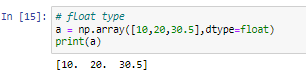 In [15]: # float type
a = np.array([10,20,30.5],dtype=float)
print(a)
[10.  20.  30.5]